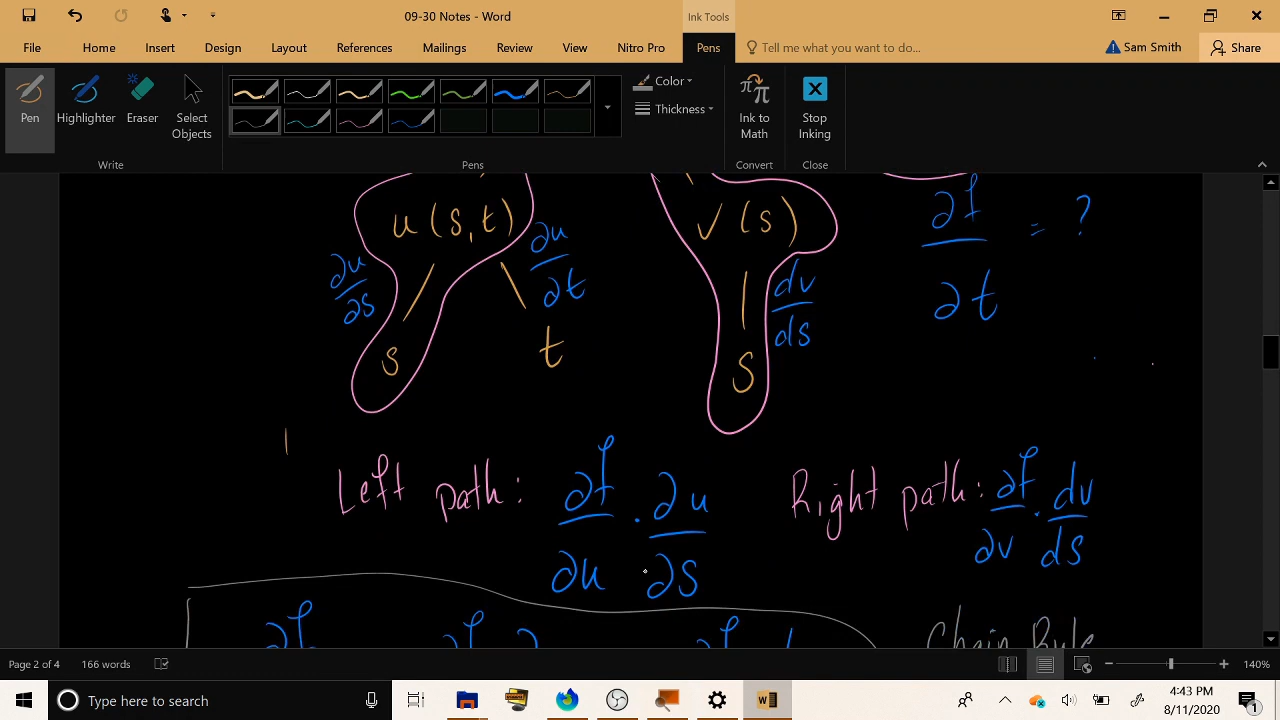 09-30 Notes - Word
Ink Tools
File Home Insert Design Layout References Mailings Review View Nitro Pro Pens Tell me what you want to do... Sam Smith Share
Pen Highlighter Eraser Select Objects Color Thickness Ink to Math Stop Inking
Write Pens Convert Close
u(s,t) v(s)
∂u/∂s ∂u/∂t dv/ds ∂f/∂t = ?
s t s
Left path: ∂f/∂u · ∂u/∂s Right path: ∂f/∂v · dv/ds
∂f ∂f
Chain Rule
Page 2 of 4 166 words 140%
Type here to search 4:43 PM
8/11/2020
1